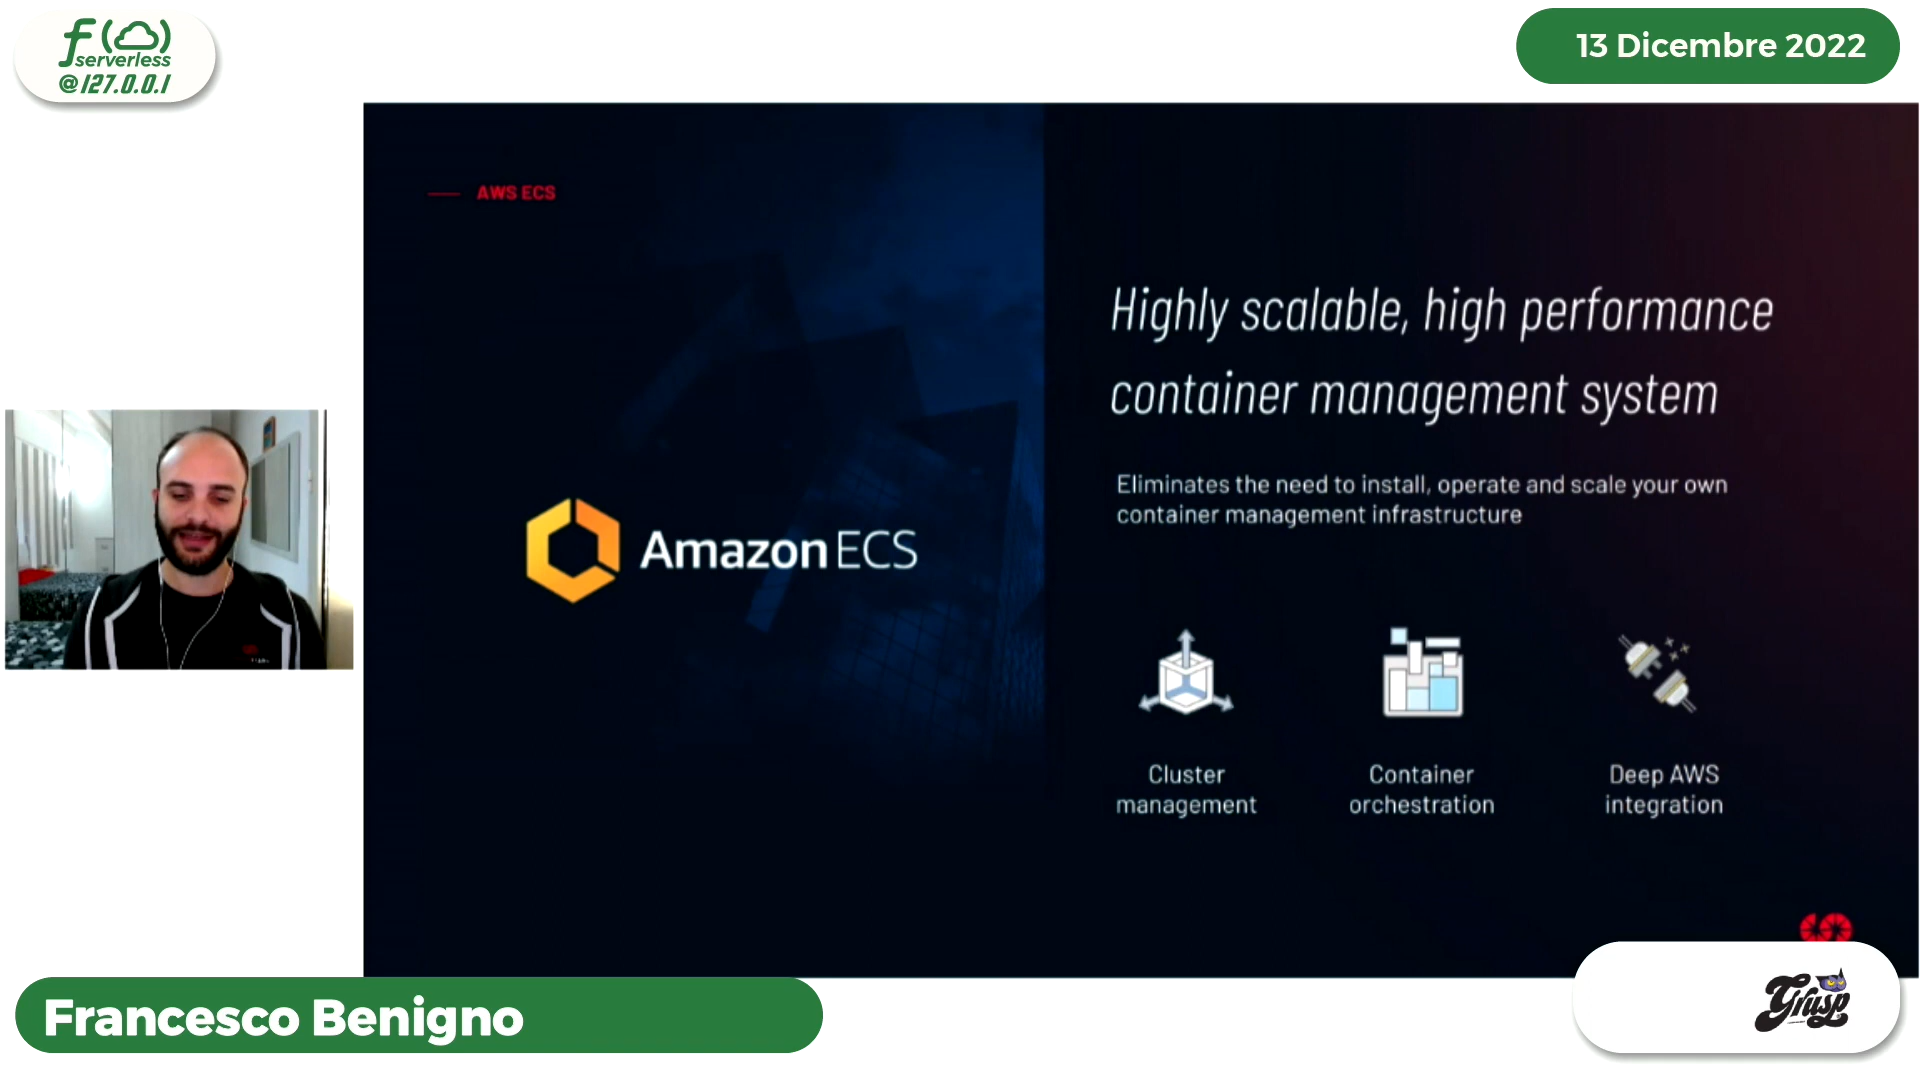 f()
serverless
@127.0.0.1
13 Dicembre 2022
AWS ECS
Amazon ECS
Highly scalable, high performance
container management system
Eliminates the need to install, operate and scale your own
container management infrastructure
Cluster
management
Container
orchestration
Deep AWS
integration
Francesco Benigno
Grusp